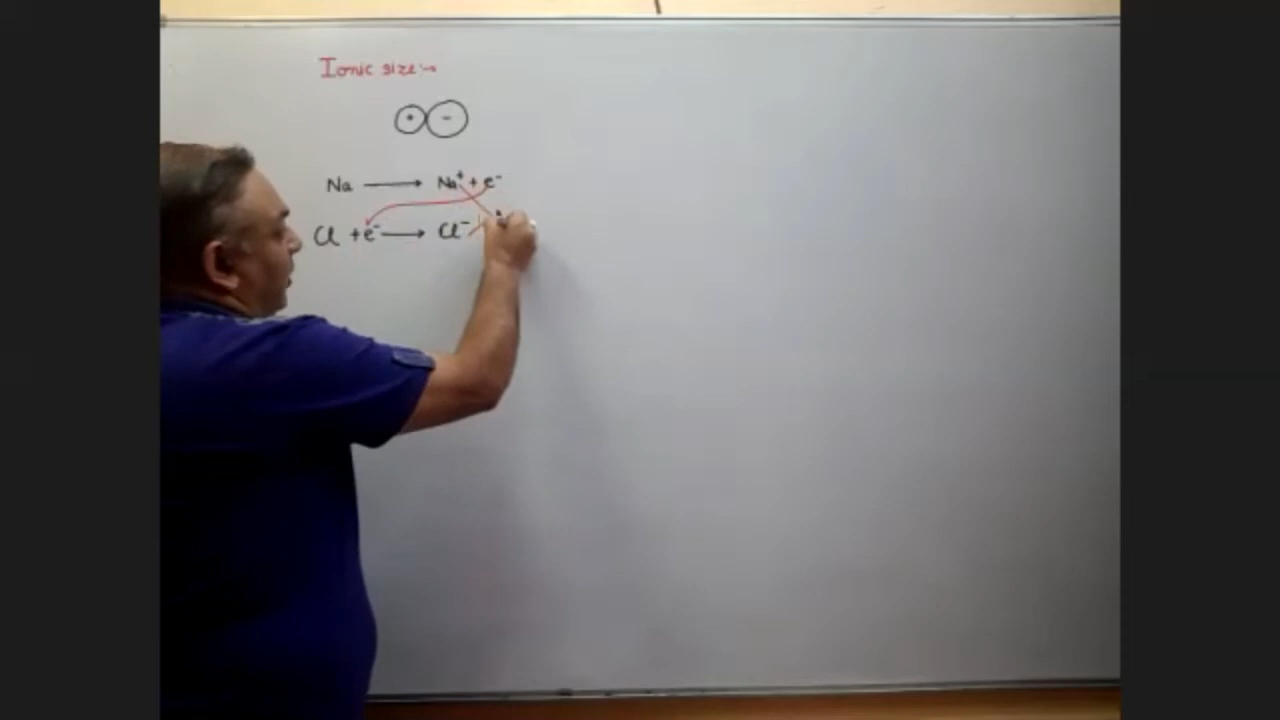 Ionic size:→
+ -
Na ⟶ Na⁺ + e⁻
Cl + e⁻ ⟶ Cl⁻